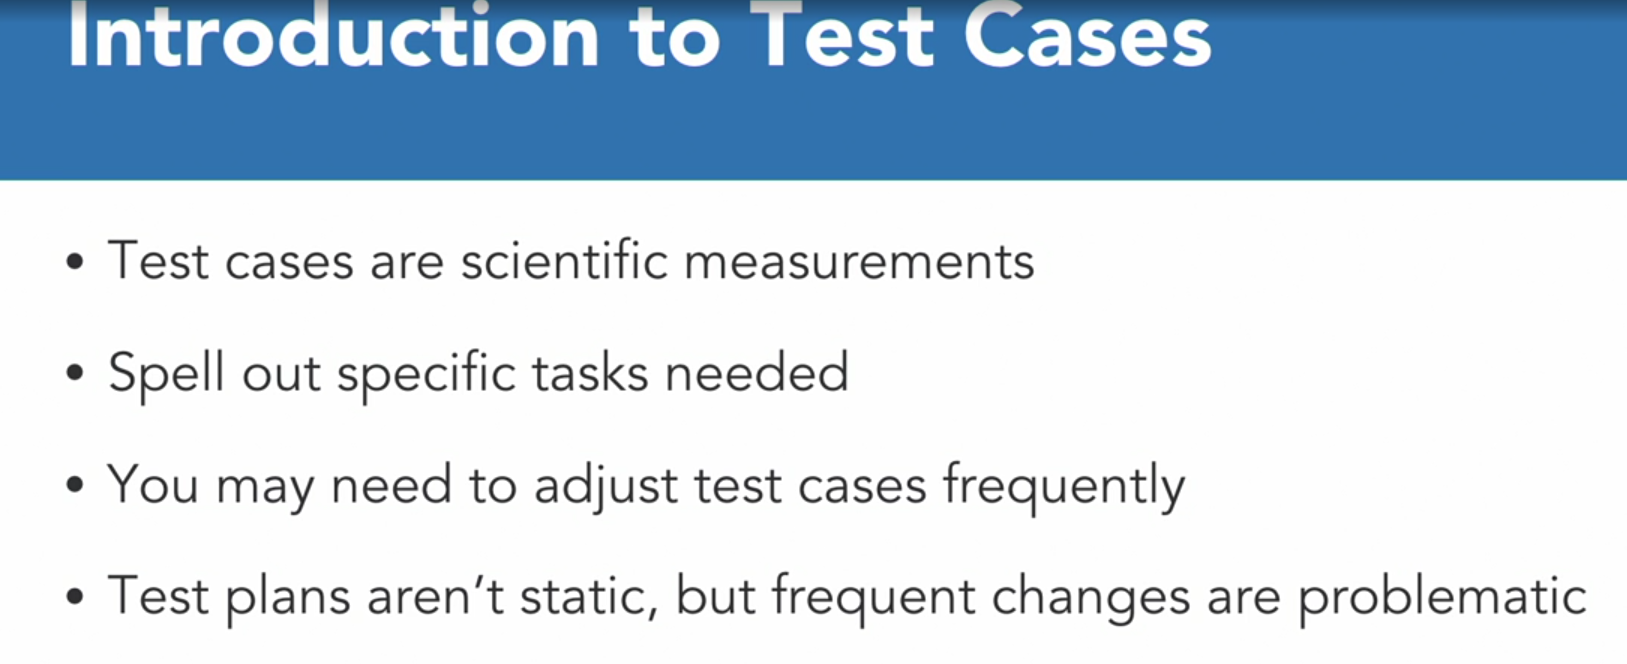 Introduction to Test Cases
• Test cases are scientific measurements
• Spell out specific tasks needed
• You may need to adjust test cases frequently
• Test plans aren’t static, but frequent changes are problematic